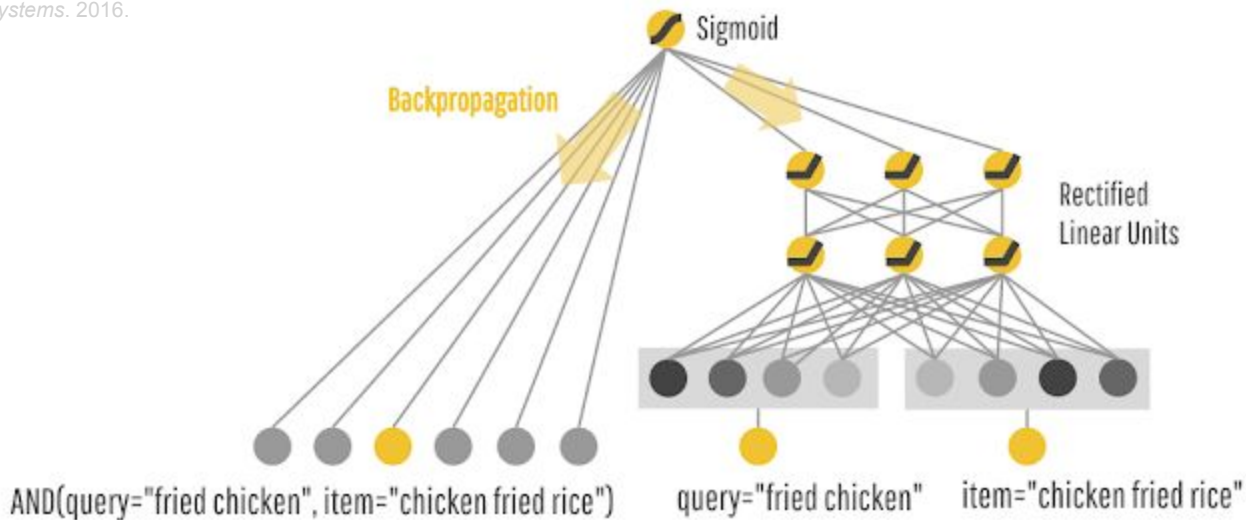 ystems. 2016.
Sigmoid
Backpropagation
Rectified
Linear Units
AND(query="fried chicken", item="chicken fried rice")
query="fried chicken"
item="chicken fried rice"